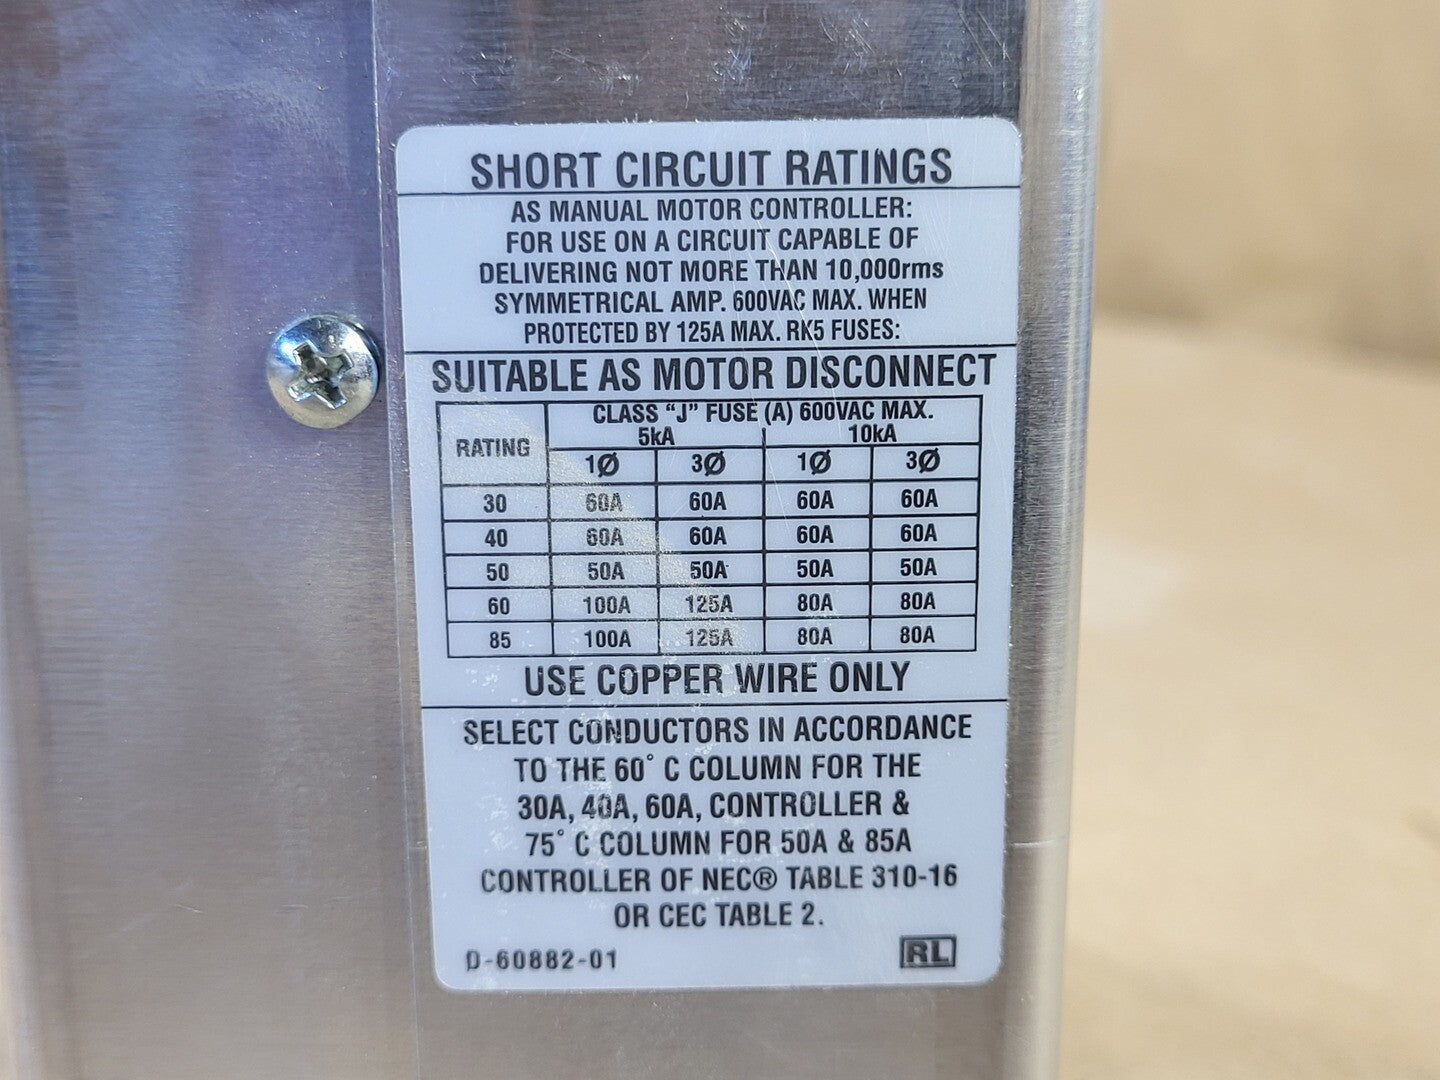 SHORT CIRCUIT RATINGS
AS MANUAL MOTOR CONTROLLER:
FOR USE ON A CIRCUIT CAPABLE OF
DELIVERING NOT MORE THAN 10,000rms
SYMMETRICAL AMP. 600VAC MAX. WHEN
PROTECTED BY 125A MAX. RK5 FUSES:
SUITABLE AS MOTOR DISCONNECT
CLASS “J” FUSE (A) 600VAC MAX.
RATING 5kA 10kA
1Ø 3Ø 1Ø 3Ø
30 60A 60A 60A 60A
40 60A 60A 60A 60A
50 50A 50A 50A 50A
60 100A 125A 80A 80A
85 100A 125A 80A 80A
USE COPPER WIRE ONLY
SELECT CONDUCTORS IN ACCORDANCE
TO THE 60° C COLUMN FOR THE
30A, 40A, 60A, CONTROLLER &
75° C COLUMN FOR 50A & 85A
CONTROLLER OF NEC® TABLE 310-16
OR CEC TABLE 2.
D-60882-01 RL